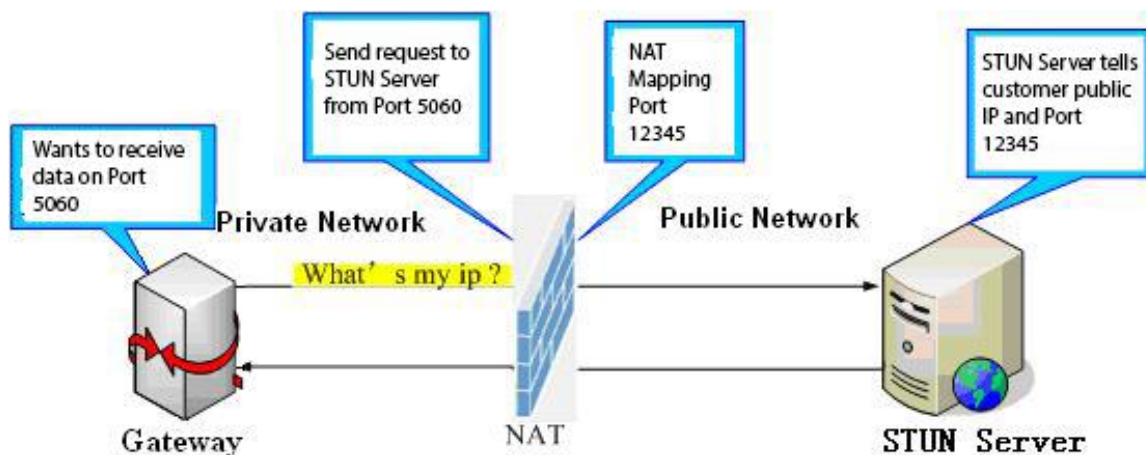 Send request to
STUN Server
from Port 5060
NAT
Mapping
Port
12345
STUN Server tells
customer public
IP and Port
12345
Wants to receive
data on Port
5060
Private Network
Public Network
What’s my ip ?
Gateway
NAT
STUN Server